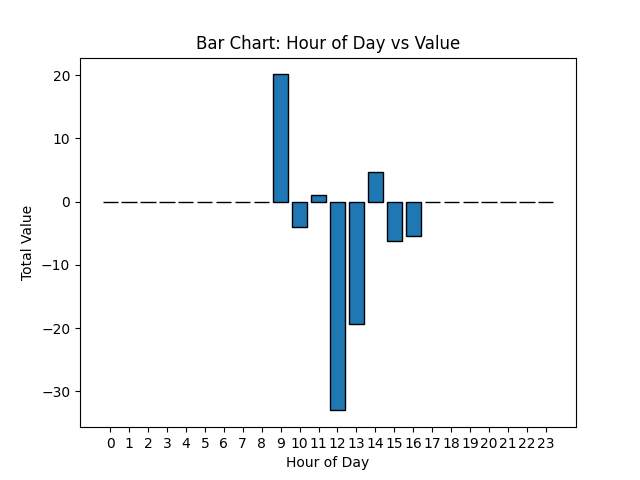 Bar Chart: Hour of Day vs Value
20
10
0
−10
−20
−30
Total Value
0 1 2 3 4 5 6 7 8 9 10 11 12 13 14 15 16 17 18 19 20 21 22 23
Hour of Day